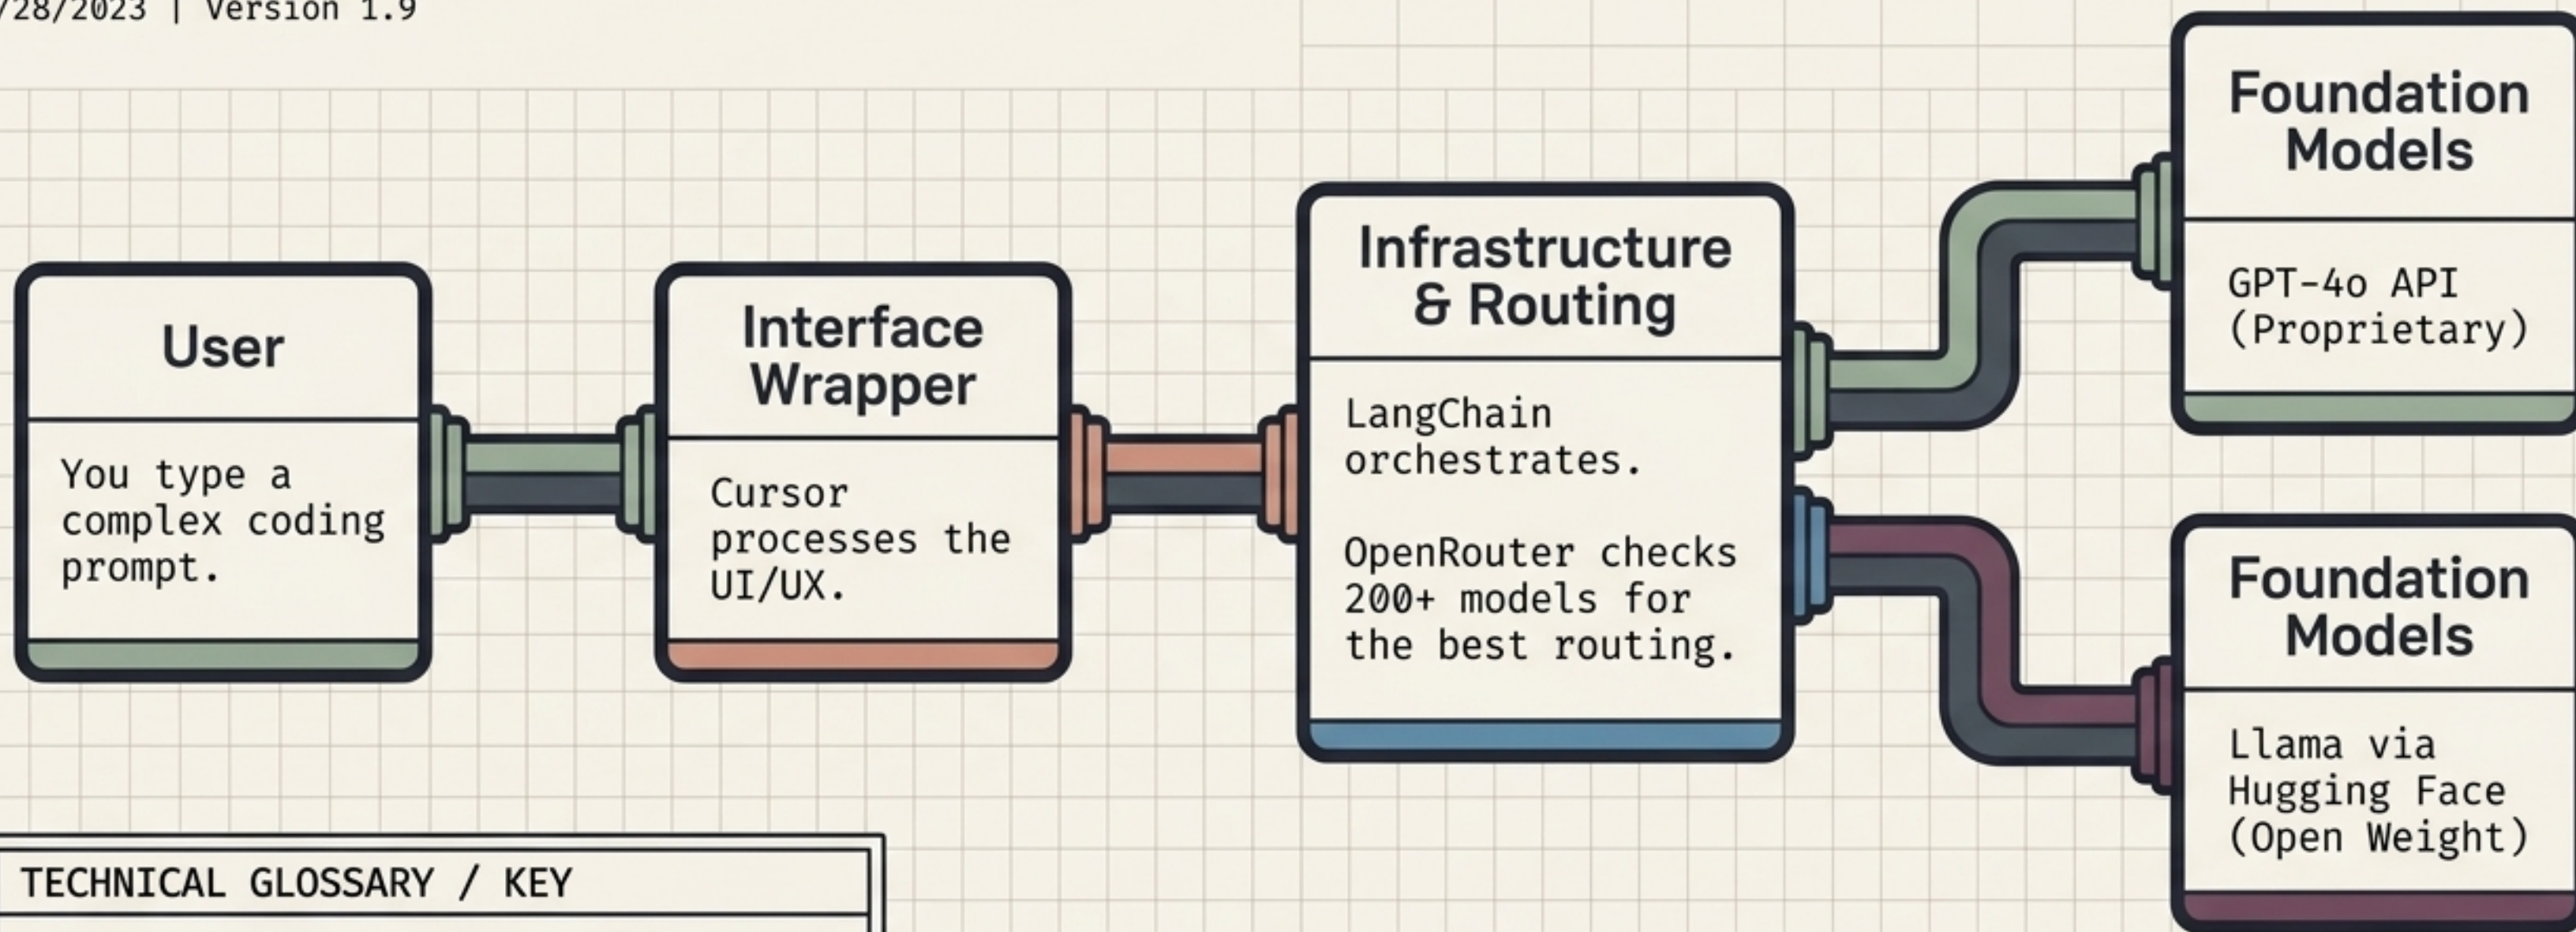 /28/2023 | Version 1.9
User
You type a
complex coding
prompt.
Interface
Wrapper
Cursor
processes the
UI/UX.
Infrastructure
& Routing
LangChain
orchestrates.
OpenRouter checks
200+ models for
the best routing.
Foundation
Models
GPT-4o API
(Proprietary)
Foundation
Models
Llama via
Hugging Face
(Open Weight)
TECHNICAL GLOSSARY / KEY